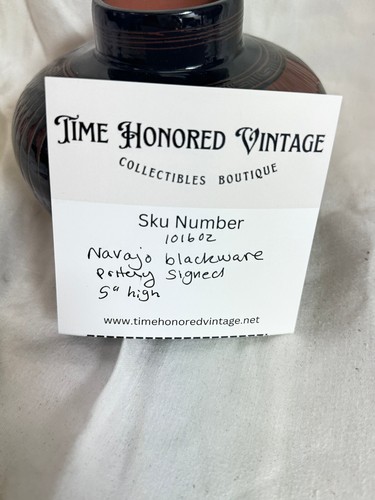 TIME HONORED VINTAGE
COLLECTIBLES BOUTIQUE
Sku Number
101602
Navajo blackware
pottery signed
5" high
www.timehonoredvintage.net